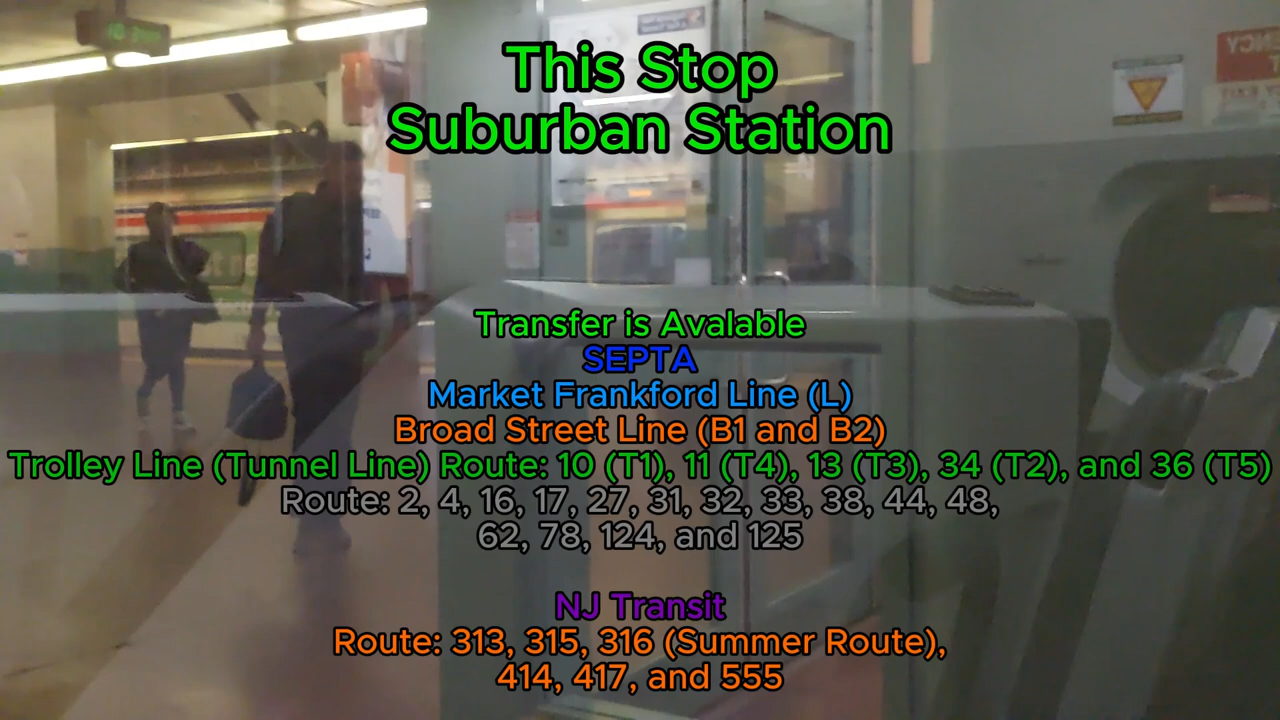 This Stop
Suburban Station
Transfer is Avalable
SEPTA
Market Frankford Line (L)
Broad Street Line (B1 and B2)
Trolley Line (Tunnel Line) Route: 10 (T1), 11 (T4), 13 (T3), 34 (T2), and 36 (T5)
Route: 2, 4, 16, 17, 27, 31, 32, 33, 38, 44, 48,
62, 78, 124, and 125
NJ Transit
Route: 313, 315, 316 (Summer Route),
414, 417, and 555